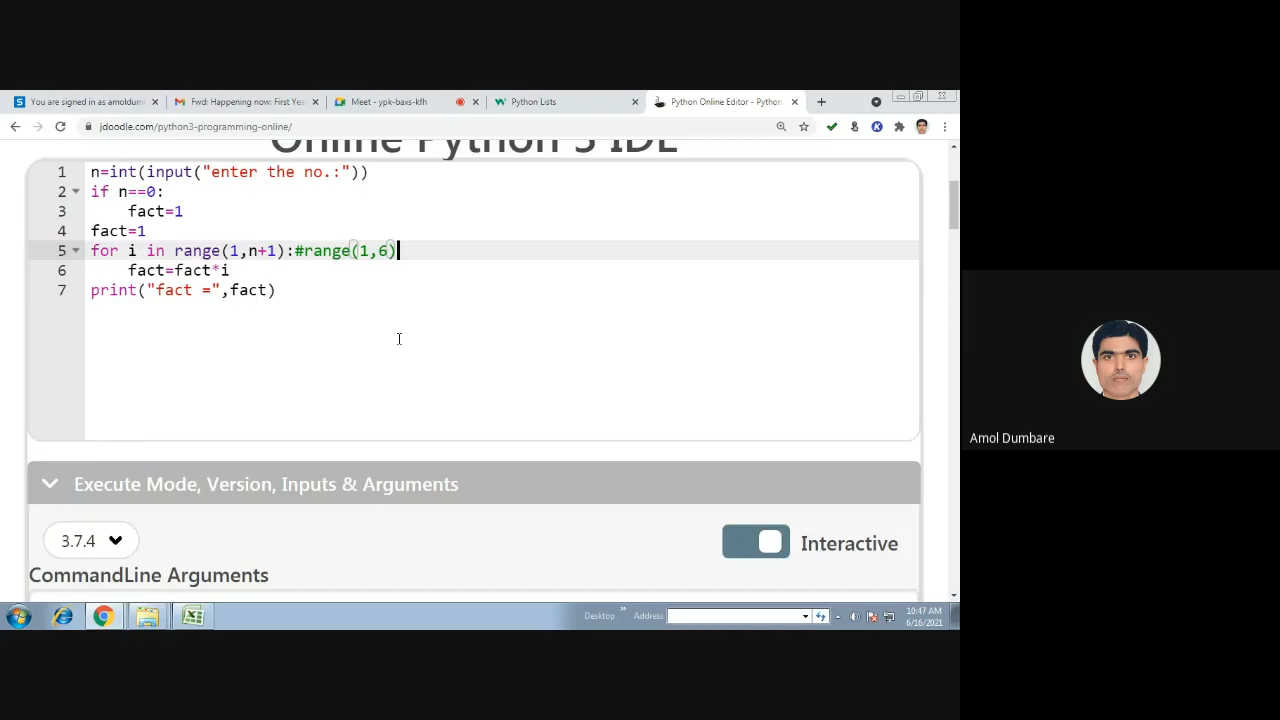 You are signed in as amoldum
Fwd: Happening now: First Yea
Meet - ypk-baxs-kfh
Python Lists
Python Online Editor - Python
jdoodle.com/python3-programming-online/
Online Python 3 IDE
1 n=int(input("enter the no.:"))
2 if n==0:
3 fact=1
4 fact=1
5 for i in range(1,n+1):#range(1,6)
6 fact=fact*i
7 print("fact =",fact)
Execute Mode, Version, Inputs & Arguments
3.7.4
Interactive
CommandLine Arguments
Desktop
Address
10:47 AM
6/16/2021
Amol Dumbare